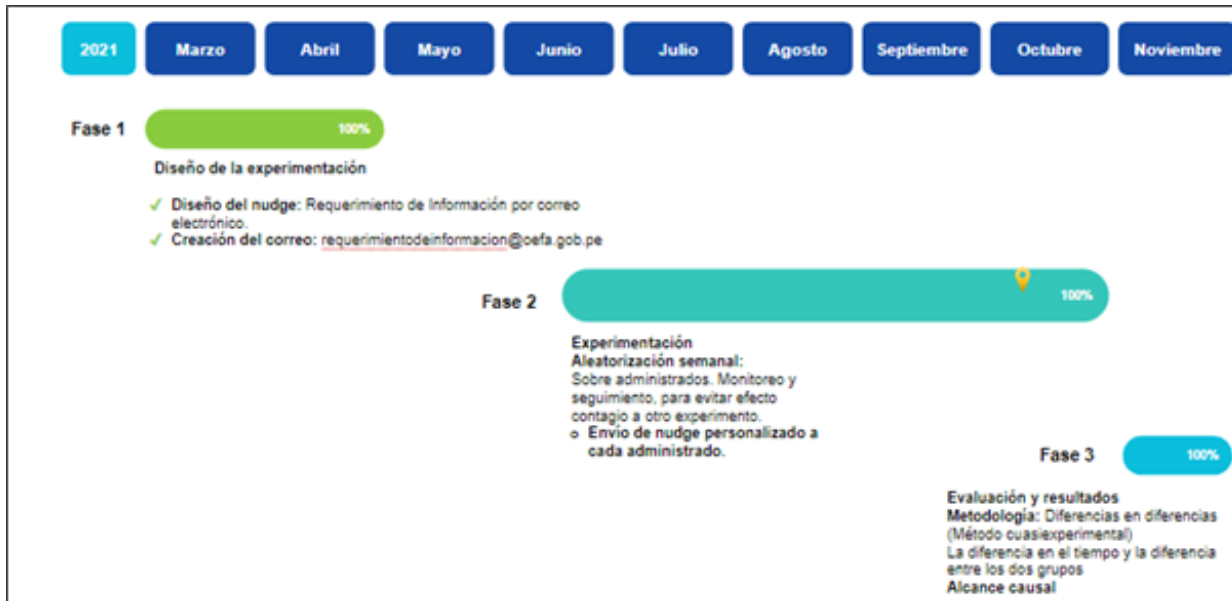 2021 Marzo Abril Mayo Junio Julio Agosto Septiembre Octubre Noviembre
Fase 1
100%
Diseño de la experimentación
Diseño del nudge: Requerimiento de Información por correo
electrónico.
Creación del correo: requerimientodeinformacion@oefa.gob.pe
Fase 2
100%
Experimentación
Aleatorización semanal:
Sobre administrados. Monitoreo y
seguimiento, para evitar efecto
contagio a otro experimento.
Envío de nudge personalizado a
cada administrado.
Fase 3
100%
Evaluación y resultados
Metodología: Diferencias en diferencias
(Método cuasiexperimental)
La diferencia en el tiempo y la diferencia
entre los dos grupos
Alcance causal